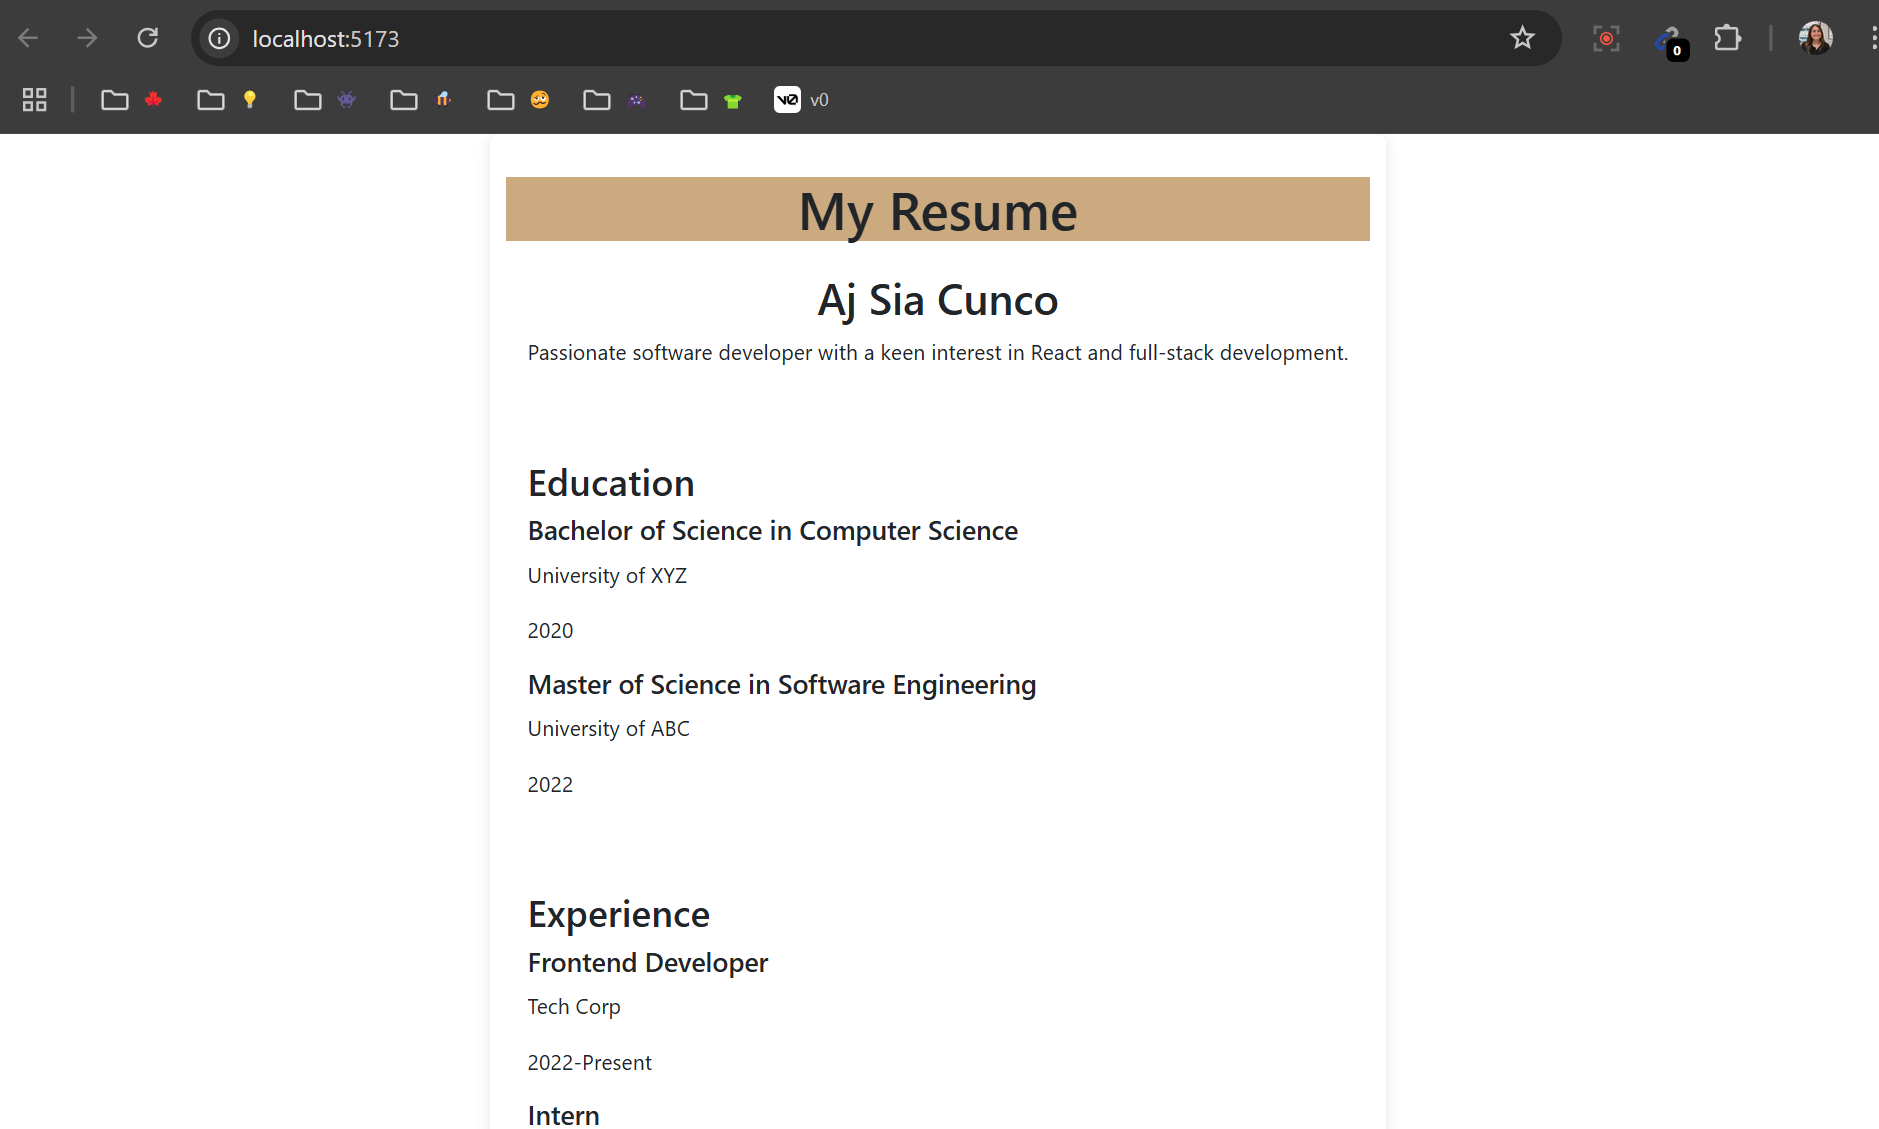 localhost:5173
0
v0 v0
My Resume
Aj Sia Cunco
Passionate software developer with a keen interest in React and full-stack development.
Education
Bachelor of Science in Computer Science
University of XYZ
2020
Master of Science in Software Engineering
University of ABC
2022
Experience
Frontend Developer
Tech Corp
2022-Present
Intern